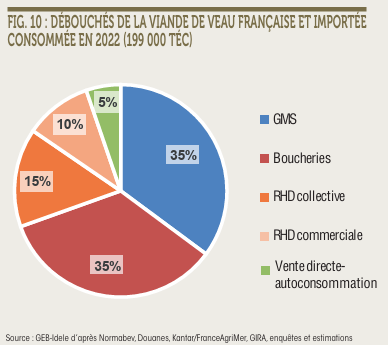 FIG. 10 : DÉBOUCHÉS DE LA VIANDE DE VEAU FRANÇAISE ET IMPORTÉE
CONSOMMÉE EN 2022 (199 000 TÉC)
5%
10%
35%
15%
35%
GMS
Boucheries
RHD collective
RHD commerciale
Vente directe-
autoconsommation
Source : GEB-Idele d'après Normabev, Douanes, Kantar/FranceAgriMer, GIRA, enquêtes et estimations